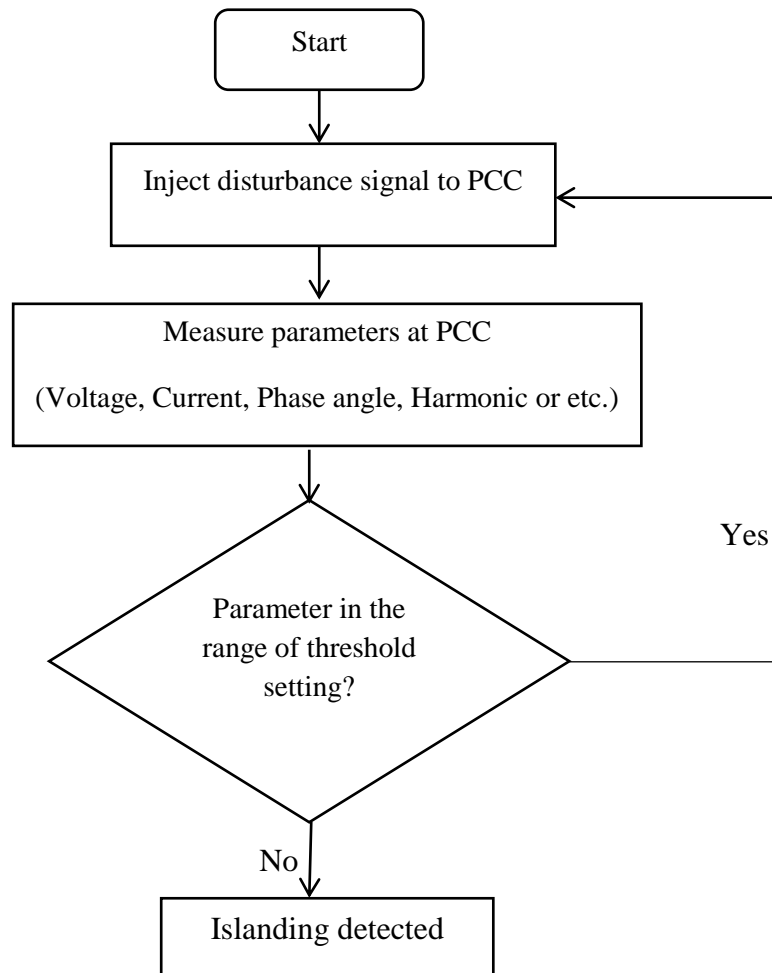 Start
Inject disturbance signal to PCC
Measure parameters at PCC
(Voltage, Current, Phase angle, Harmonic or etc.)
Yes
Parameter in the
range of threshold
setting?
No
Islanding detected